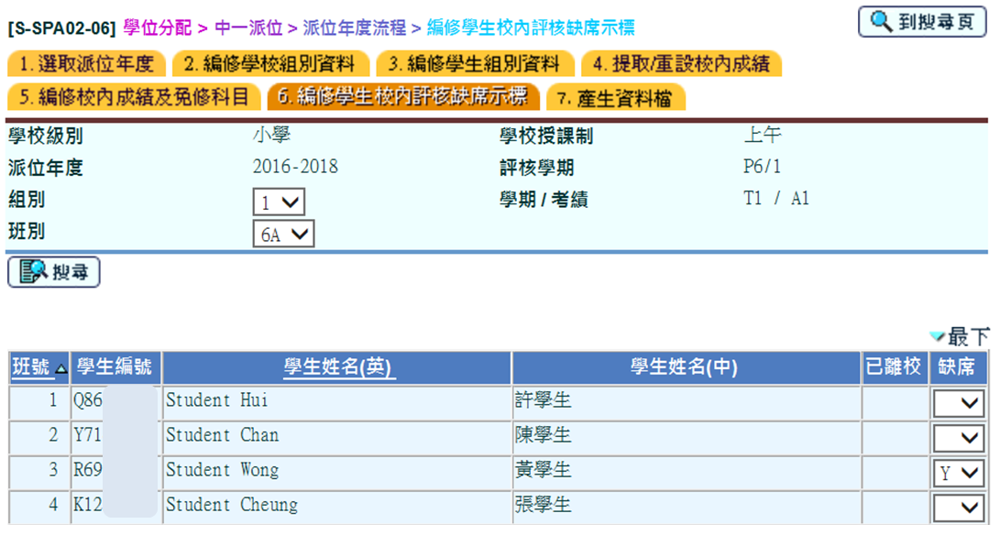 [S-SPA02-06] 學位分配 > 中一派位 > 派位年度流程 > 編修學生校內評核缺席示標
到搜尋頁
1. 選取派位年度 2. 編修學校組別資料 3. 編修學生組別資料 4. 提取/重設校內成績
5. 編修校內成績及免修科目 6. 編修學生校內評核缺席示標 7. 產生資料檔
學校級別 小學 學校授課制 上午
派位年度 2016-2018 評核學期 P6/1
組別 1 學期 / 考績 T1 / A1
班別 6A
搜尋
最下
班號 學生編號 學生姓名(英) 學生姓名(中) 已離校 缺席
1 Q86 Student Hui 許學生
2 Y71 Student Chan 陳學生
3 R69 Student Wong 黃學生 Y
4 K12 Student Cheung 張學生